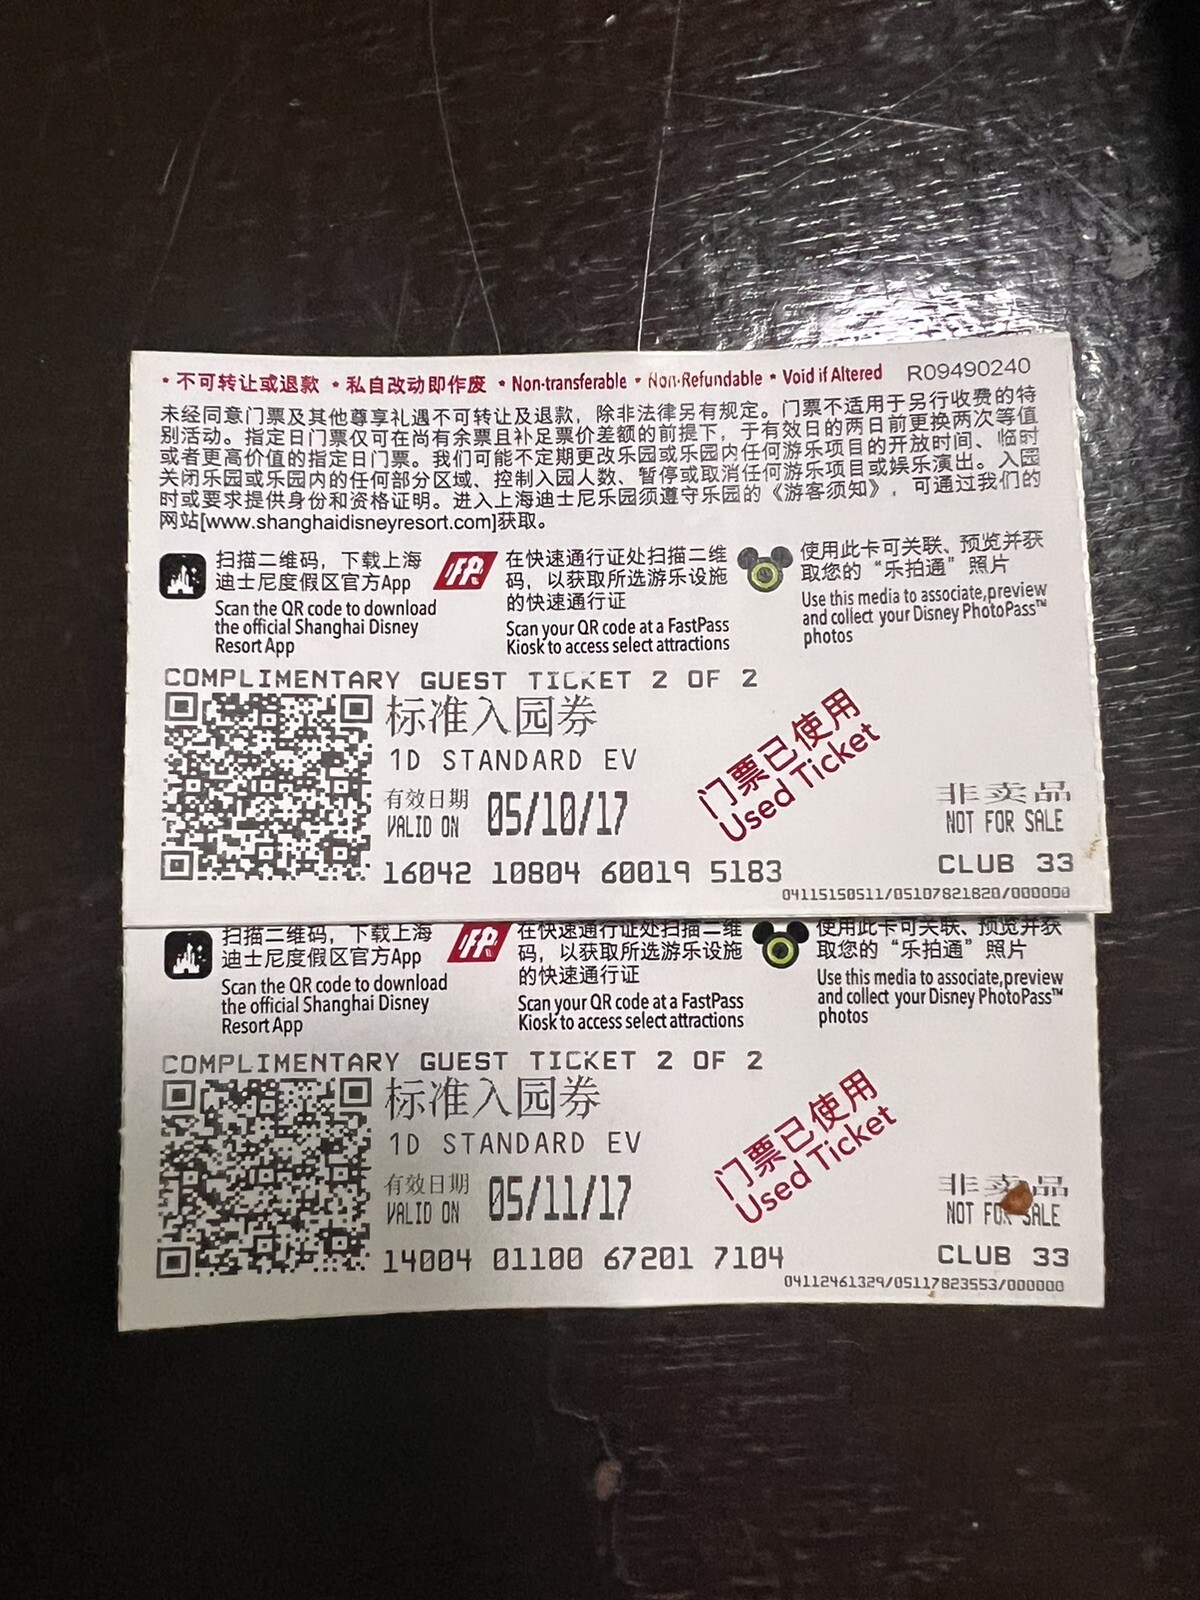 • 不可转让或退款 • 私自改动即作废 • Non-transferable • Non-Refundable • Void if Altered R09490240
未经同意门票及其他尊享礼遇不可转让及退款，除非法律另有规定。门票不适用于另行收费的特
别活动。指定日门票仅可在尚有余票且补足票价差额的前提下，于有效日的两日前更换两次等值
或者更高价值的指定日门票。我们可能不定期更改乐园或乐园内任何游乐项目的开放时间、临时
关闭乐园或乐园内的任何部分区域、控制入园人数、暂停或取消任何游乐项目或娱乐演出。入园
时或要求提供身份和资格证明。进入上海迪士尼乐园须遵守乐园的《游客须知》，可通过我们的
网站[www.shanghaidisneyresort.com]获取。
扫描二维码，下载上海
迪士尼度假区官方App
Scan the QR code to download
the official Shanghai Disney
Resort App
FP
在快速通行证处扫描二维
码，以获取所选游乐设施
的快速通行证
Scan your QR code at a FastPass
Kiosk to access select attractions
使用此卡可关联、预览并获
取您的“乐拍通”照片
Use this media to associate,preview
and collect your Disney PhotoPass™
photos
COMPLIMENTARY GUEST TICKET 2 OF 2
标准入园券
1D STANDARD EV
有效日期
VALID ON 05/10/17
门票已使用
Used Ticket
非卖品
NOT FOR SALE
16042 10804 60019 5183
CLUB 33
04115150511/05107821820/000000
扫描二维码，下载上海
迪士尼度假区官方App
Scan the QR code to download
the official Shanghai Disney
Resort App
FP
在快速通行证处扫描二维
码，以获取所选游乐设施
的快速通行证
Scan your QR code at a FastPass
Kiosk to access select attractions
使用此卡可关联、预览并获
取您的“乐拍通”照片
Use this media to associate,preview
and collect your Disney PhotoPass™
photos
COMPLIMENTARY GUEST TICKET 2 OF 2
标准入园券
1D STANDARD EV
有效日期
VALID ON 05/11/17
门票已使用
Used Ticket
非卖品
NOT FOR SALE
14004 01100 67201 7104
CLUB 33
04112461329/05117823553/000000